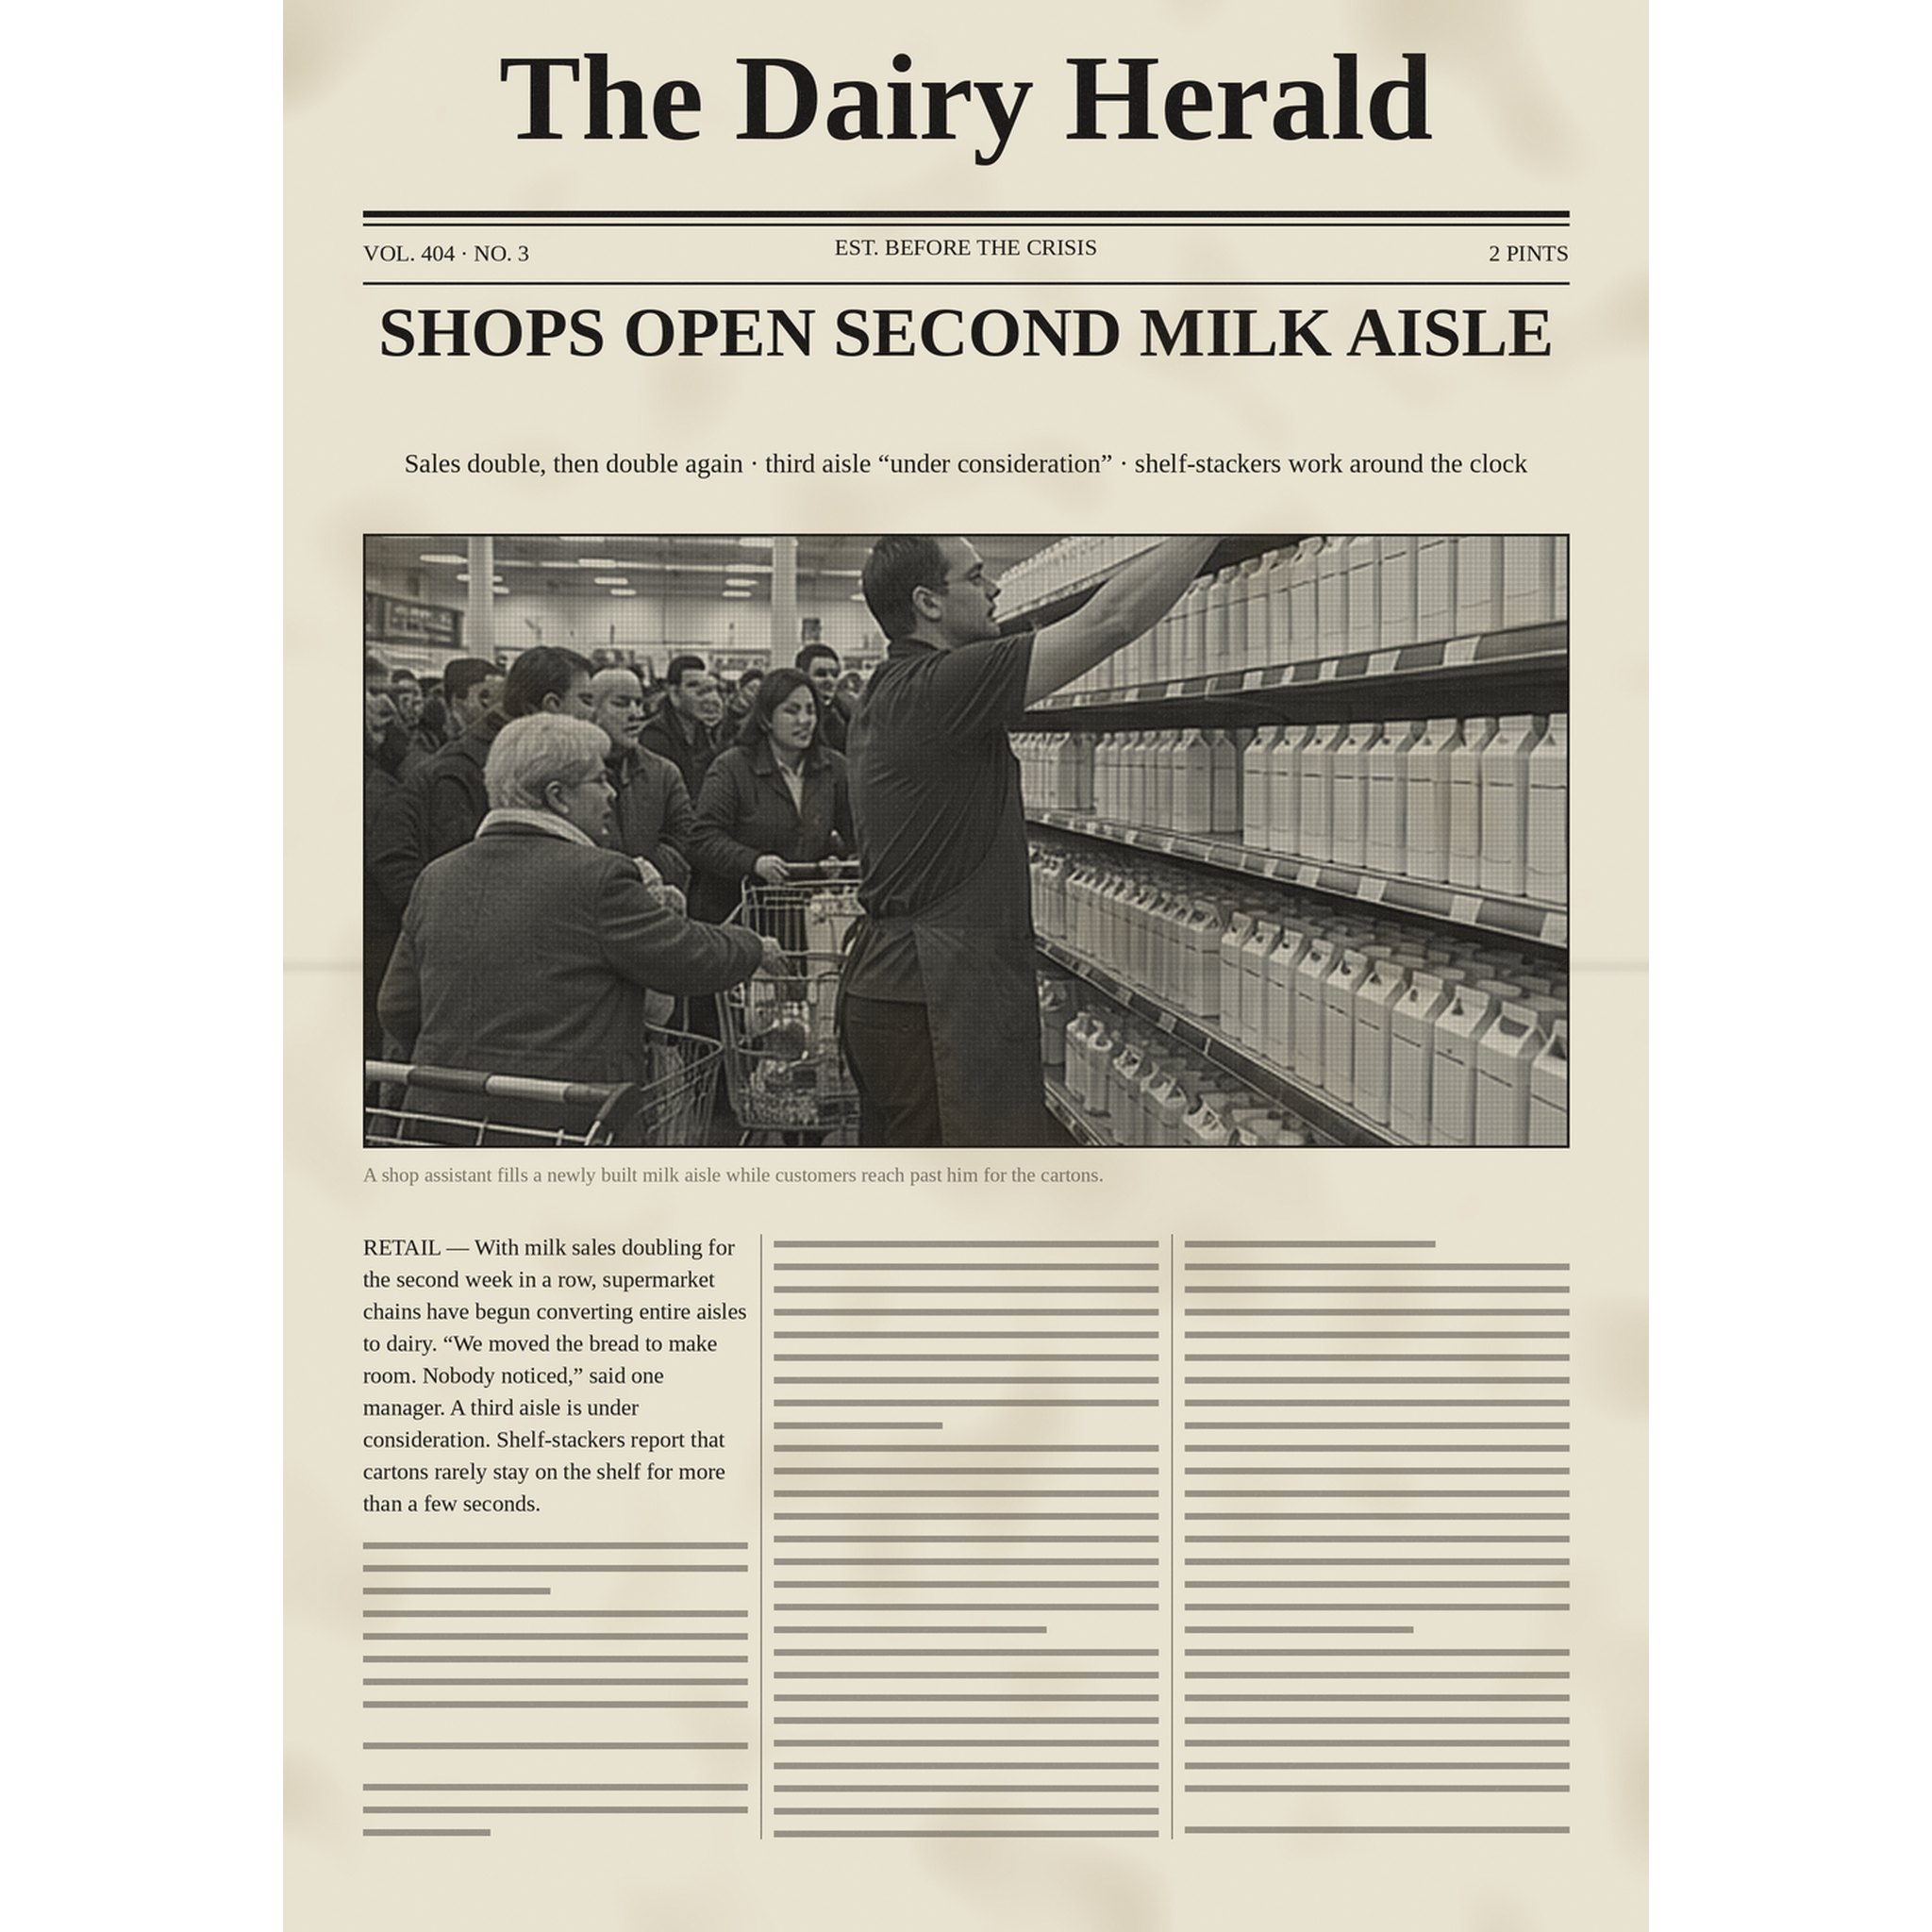 The Dairy Herald
VOL. 404 · NO. 3
EST. BEFORE THE CRISIS
2 PINTS
SHOPS OPEN SECOND MILK AISLE
Sales double, then double again · third aisle “under consideration” · shelf-stackers work around the clock
A shop assistant fills a newly built milk aisle while customers reach past him for the cartons.
RETAIL — With milk sales doubling for
the second week in a row, supermarket
chains have begun converting entire aisles
to dairy. “We moved the bread to make
room. Nobody noticed,” said one
manager. A third aisle is under
consideration. Shelf-stackers report that
cartons rarely stay on the shelf for more
than a few seconds.